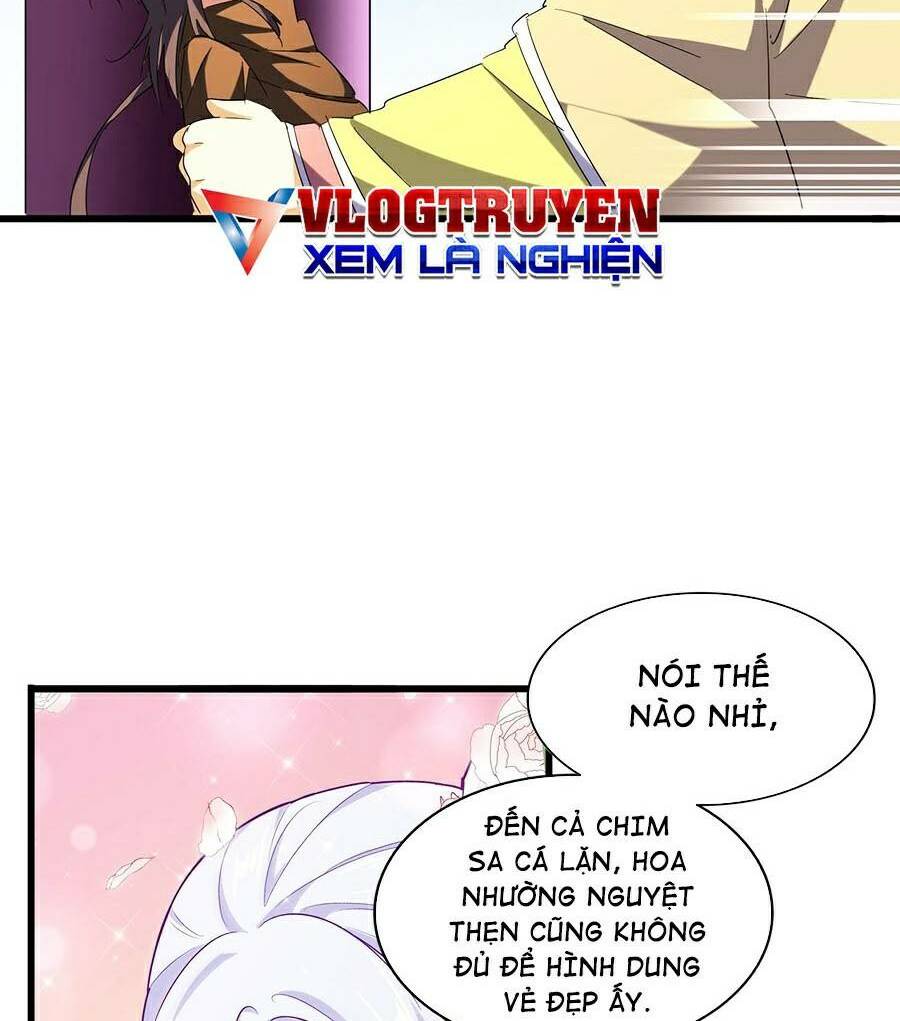 VLOGTRUYEN
XEM LÀ NGHIỆN
NÓI THẾ
NÀO NHỈ,
ĐẾN CẢ CHIM
SA CÁ LẶN, HOA
NHƯỜNG NGUYỆT
THẸN CŨNG KHÔNG
ĐỦ ĐỂ HÌNH DUNG
VẺ ĐẸP ẤY.